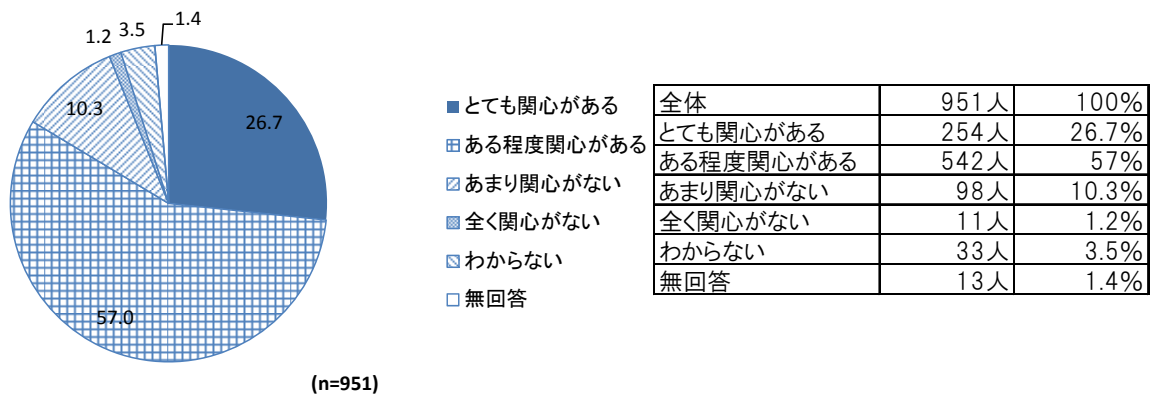 1.4
3.5
1.2
10.3
26.7
57.0
(n=951)
とても関心がある
ある程度関心がある
あまり関心がない
全く関心がない
わからない
無回答
全体 951人 100%
とても関心がある 254人 26.7%
ある程度関心がある 542人 57%
あまり関心がない 98人 10.3%
全く関心がない 11人 1.2%
わからない 33人 3.5%
無回答 13人 1.4%